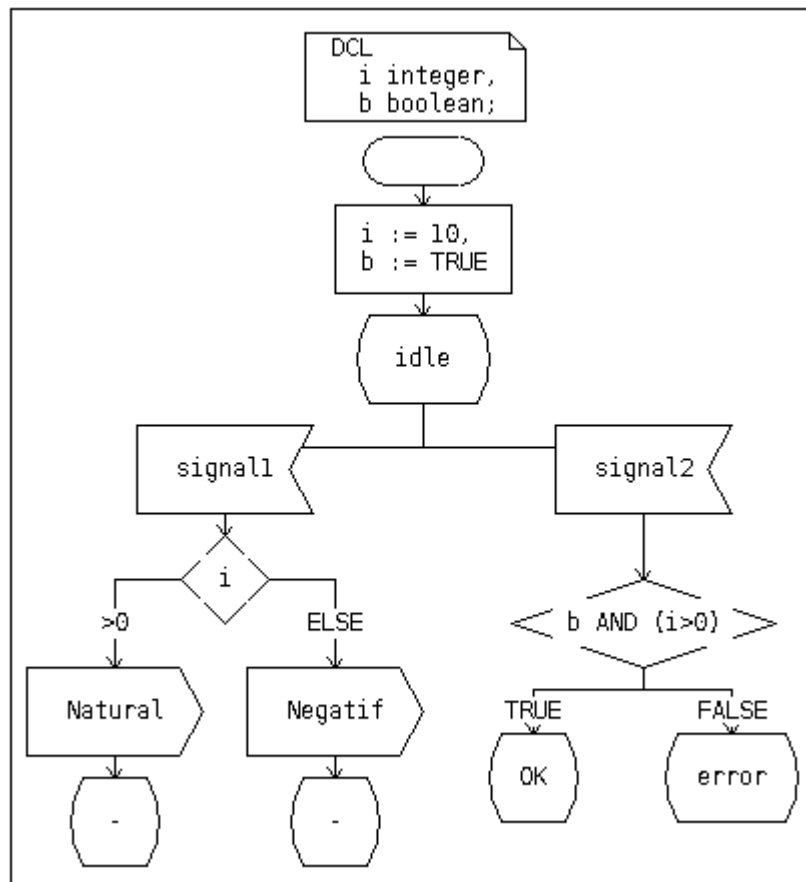 DCL
i integer,
b boolean;
i := 10,
b := TRUE
idle
signal1
signal2
i
b AND (i>0)
>0
ELSE
Natural
Negatif
TRUE
FALSE
OK
error
-
-